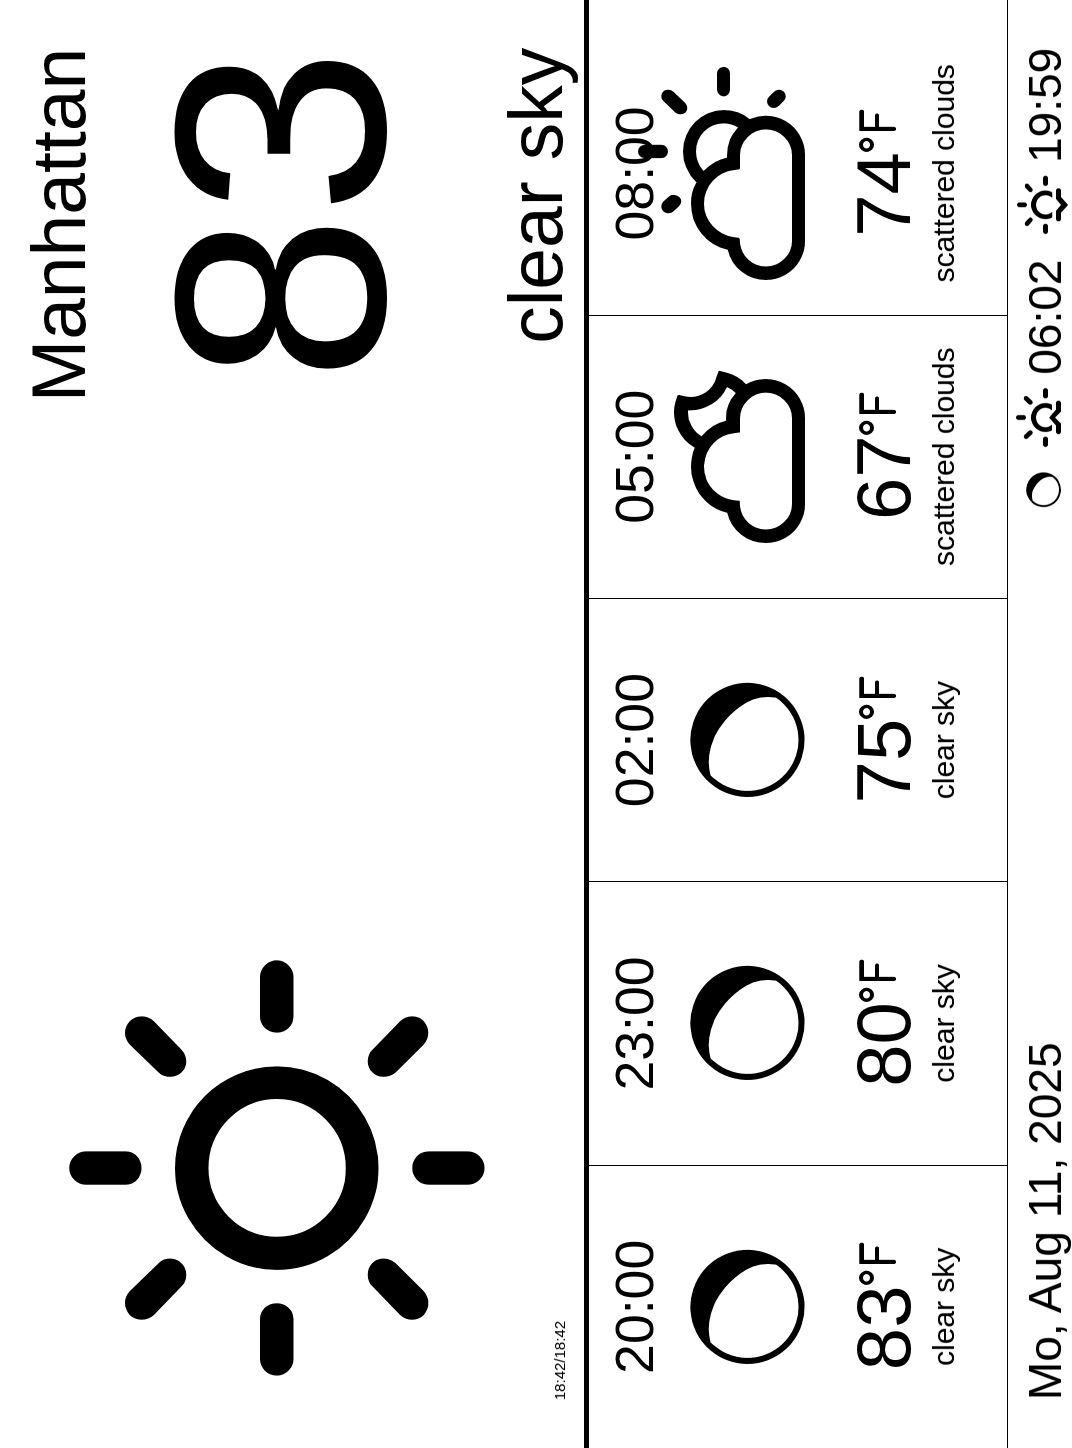 Manhattan
83
clear sky
18:42/18:42
20:00
83°F
clear sky
23:00
80°F
clear sky
02:00
75°F
clear sky
05:00
67°F
scattered clouds
08:00
74°F
scattered clouds
Mo, Aug 11, 2025
06:02
19:59